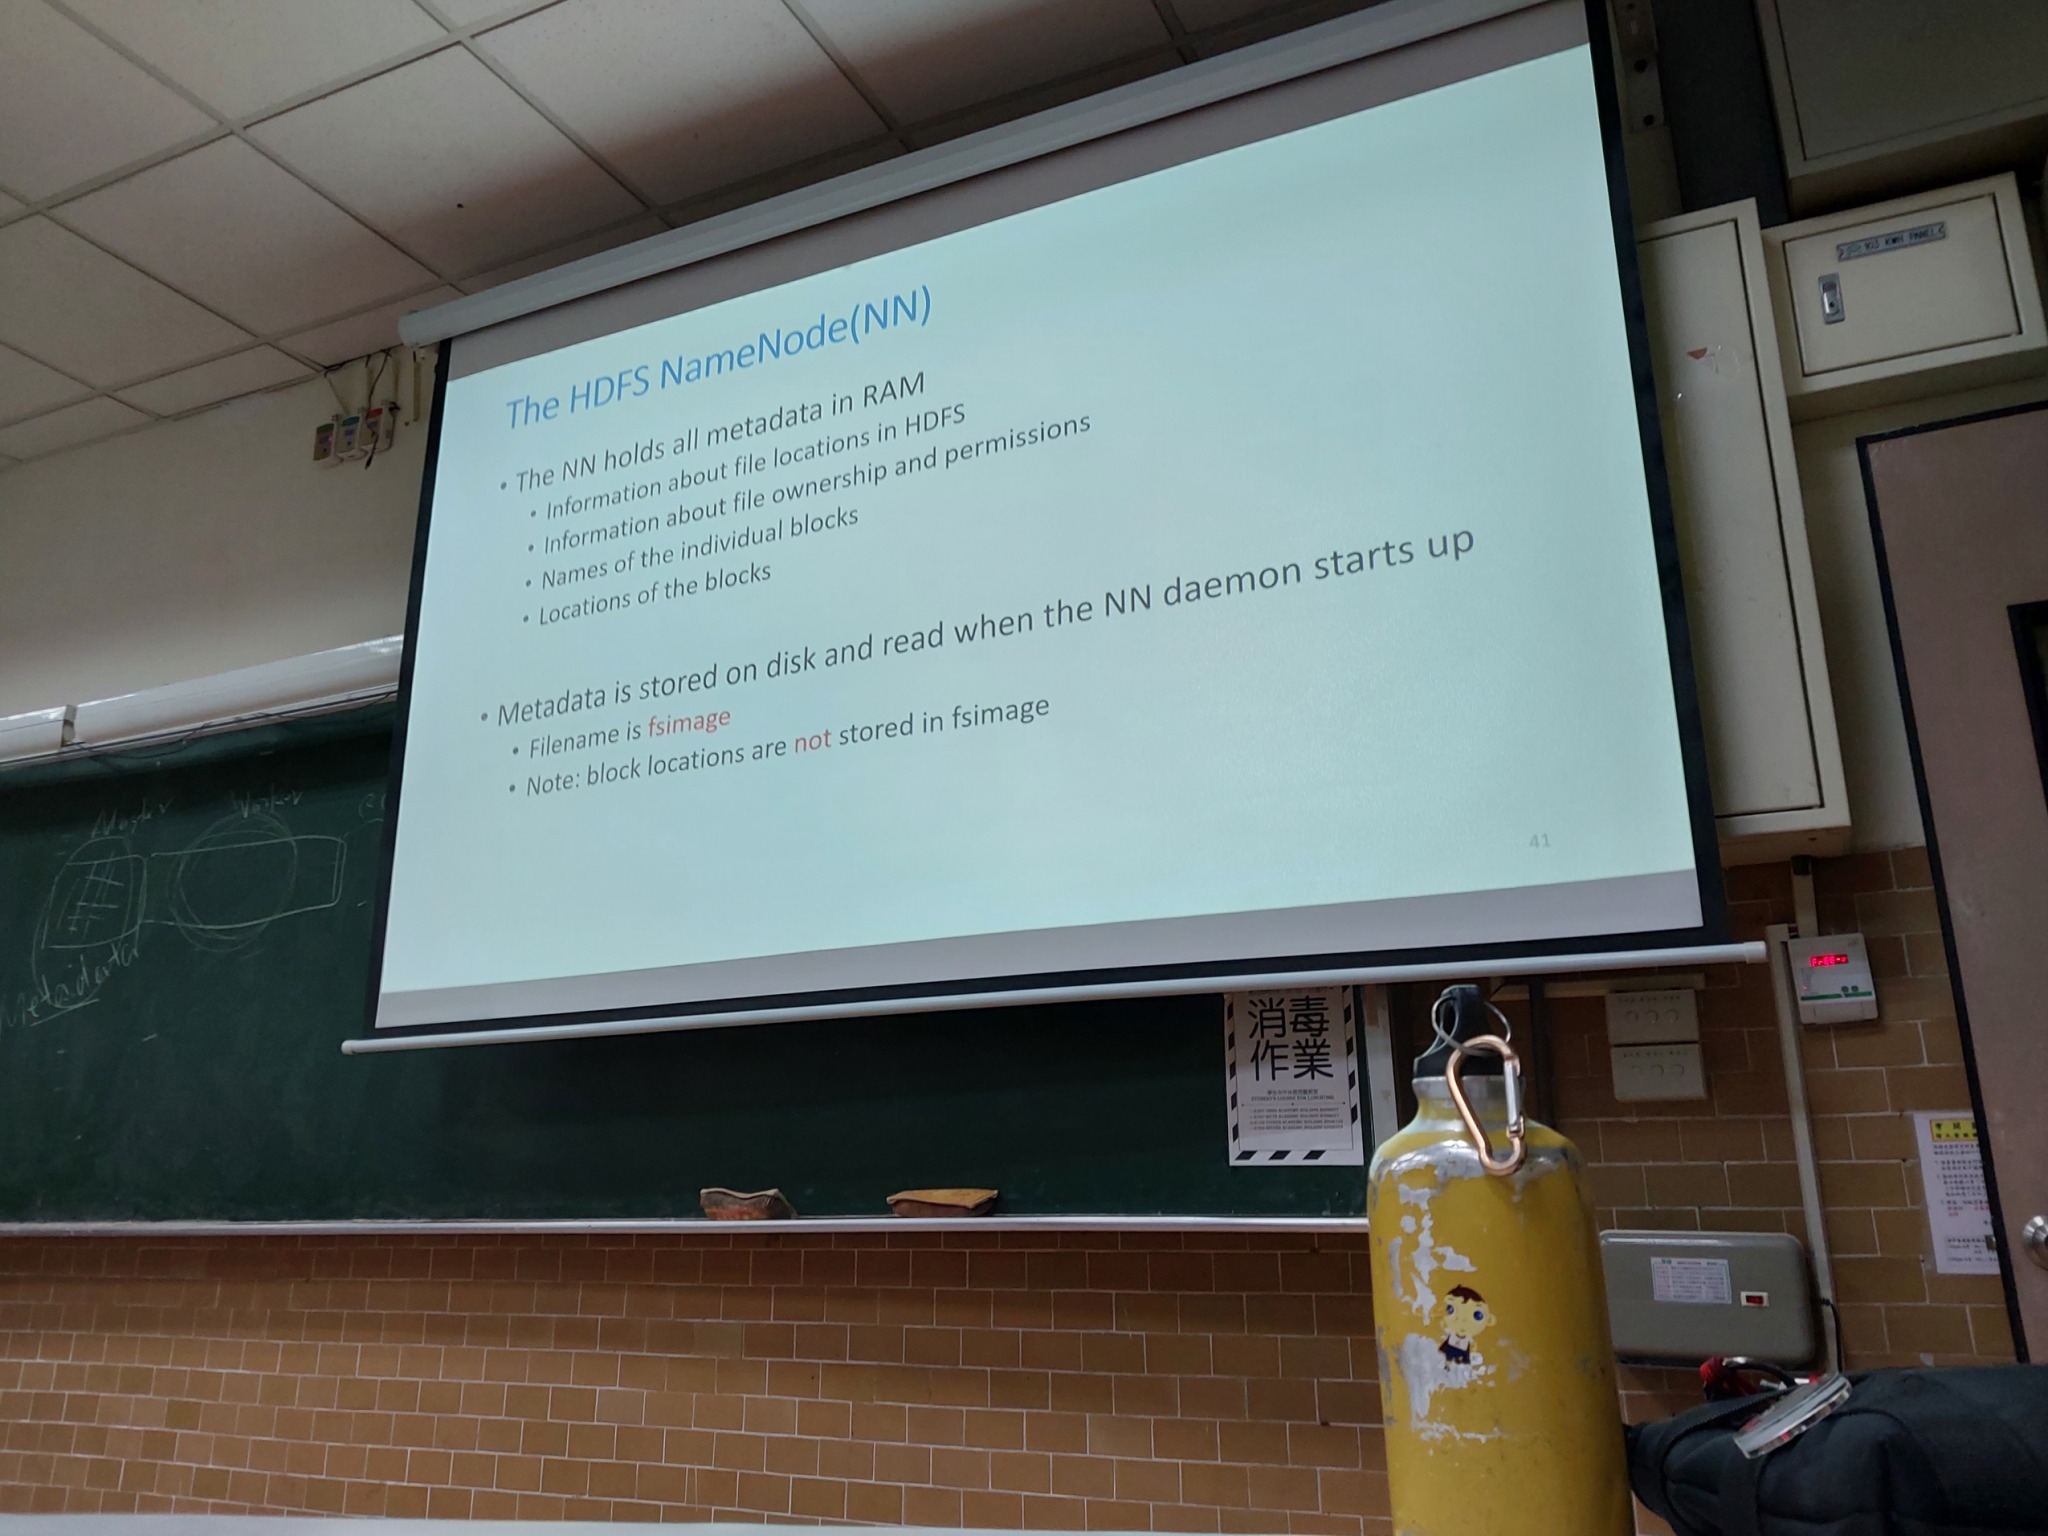 The HDFS NameNode(NN)
• The NN holds all metadata in RAM
• Information about file locations in HDFS
• Information about file ownership and permissions
• Names of the individual blocks
• Locations of the blocks
• Metadata is stored on disk and read when the NN daemon starts up
• Filename is fsimage
• Note: block locations are not stored in fsimage
41
Master
Worker
Metadata
消毒
作業
KWH PANEL